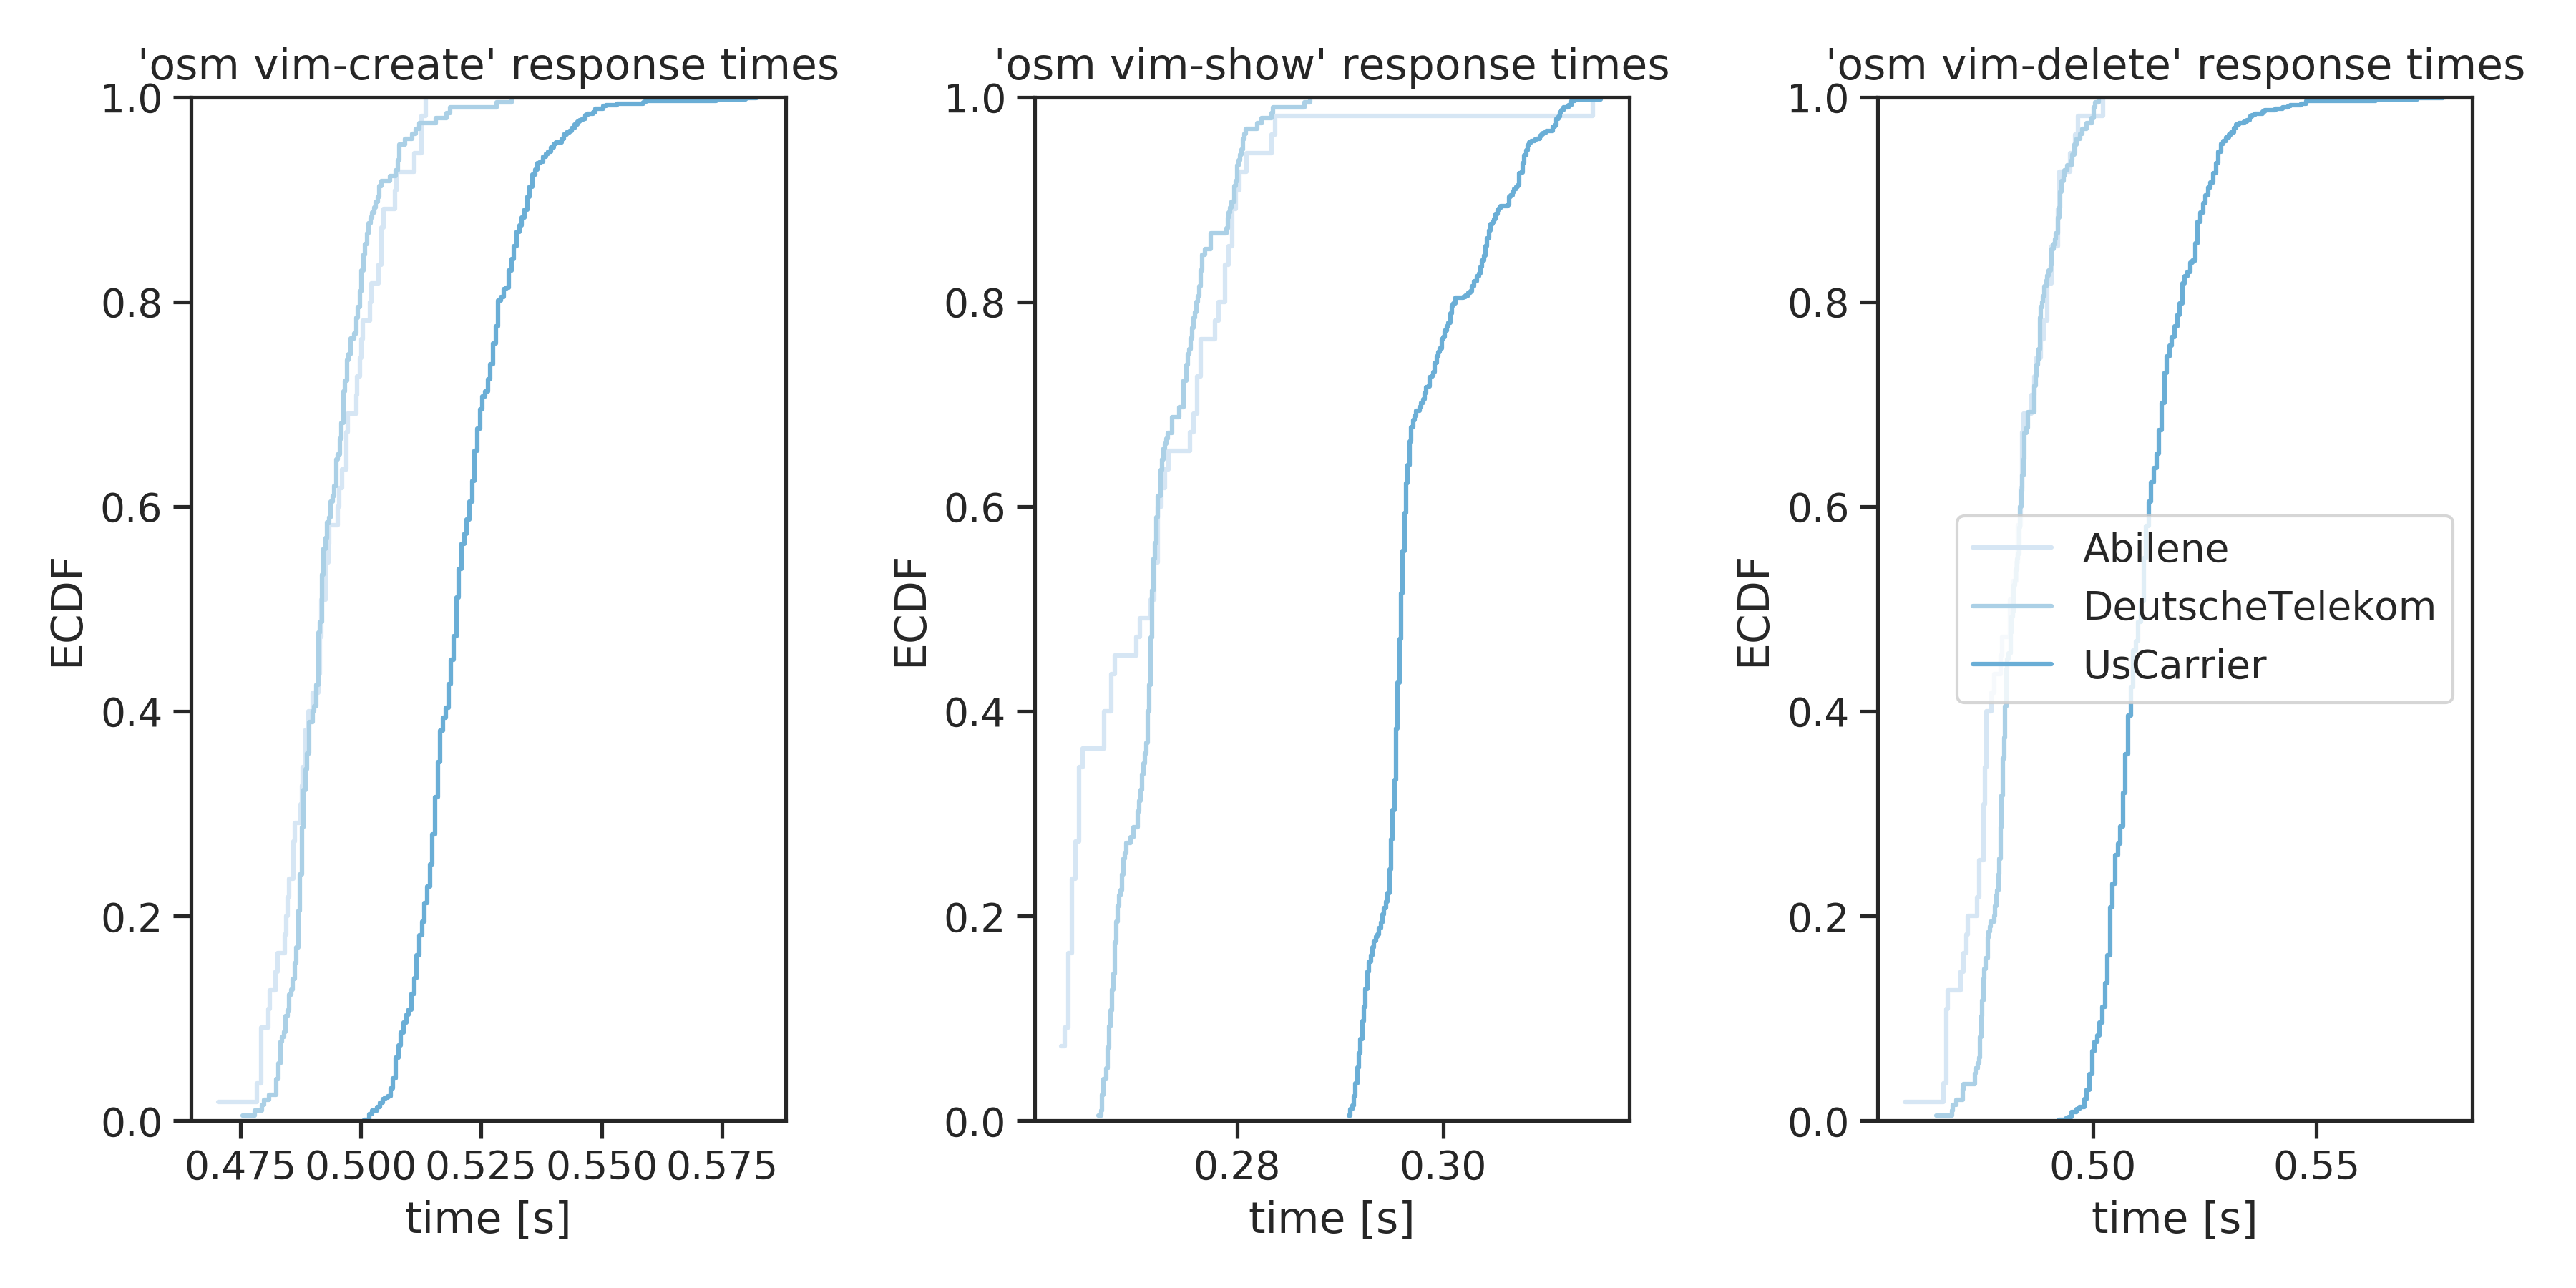 'osm vim-create' response times
1.0
0.8
0.6
0.4
0.2
0.0
ECDF
0.475 0.500 0.525 0.550 0.575
time [s]
'osm vim-show' response times
1.0
0.8
0.6
0.4
0.2
0.0
ECDF
0.28 0.30
time [s]
'osm vim-delete' response times
1.0
0.8
0.6
0.4
0.2
0.0
ECDF
Abilene
DeutscheTelekom
UsCarrier
0.50 0.55
time [s]